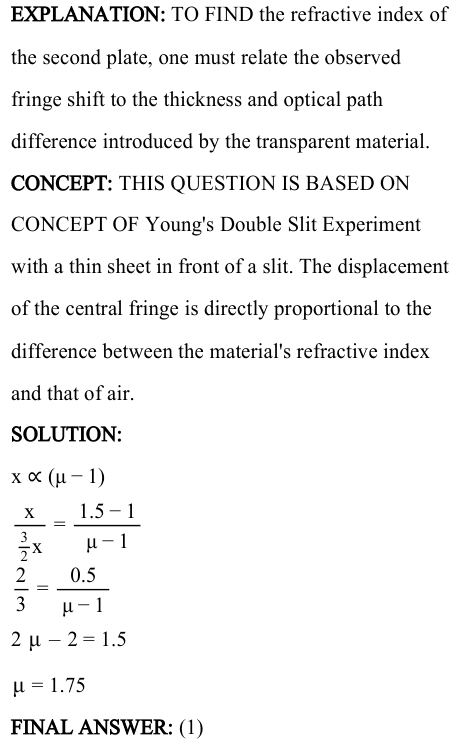 EXPLANATION: TO FIND the refractive index of
the second plate, one must relate the observed
fringe shift to the thickness and optical path
difference introduced by the transparent material.
CONCEPT: THIS QUESTION IS BASED ON
CONCEPT OF Young's Double Slit Experiment
with a thin sheet in front of a slit. The displacement
of the central fringe is directly proportional to the
difference between the material's refractive index
and that of air.
SOLUTION:
x ∝ (μ − 1)
x / (3/2 x) = (1.5 − 1) / (μ − 1)
2/3 = 0.5 / (μ − 1)
2 μ − 2 = 1.5
μ = 1.75
FINAL ANSWER: (1)